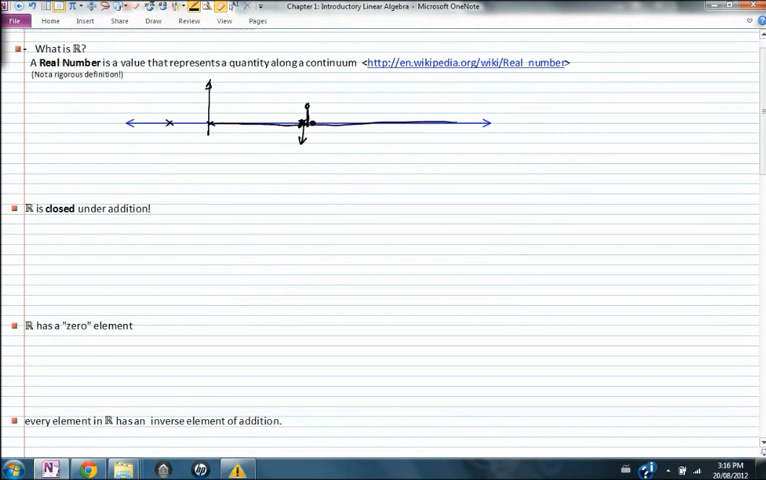 Chapter 1: Introductory Linear Algebra - Microsoft OneNote
File Home Insert Share Draw Review View Pages
- What is ℝ?
A Real Number is a value that represents a quantity along a continuum <http://en.wikipedia.org/wiki/Real_number>
(Not a rigorous definition!)
ℝ is closed under addition!
ℝ has a "zero" element
every element in ℝ has an inverse element of addition.
3:16 PM
20/08/2012